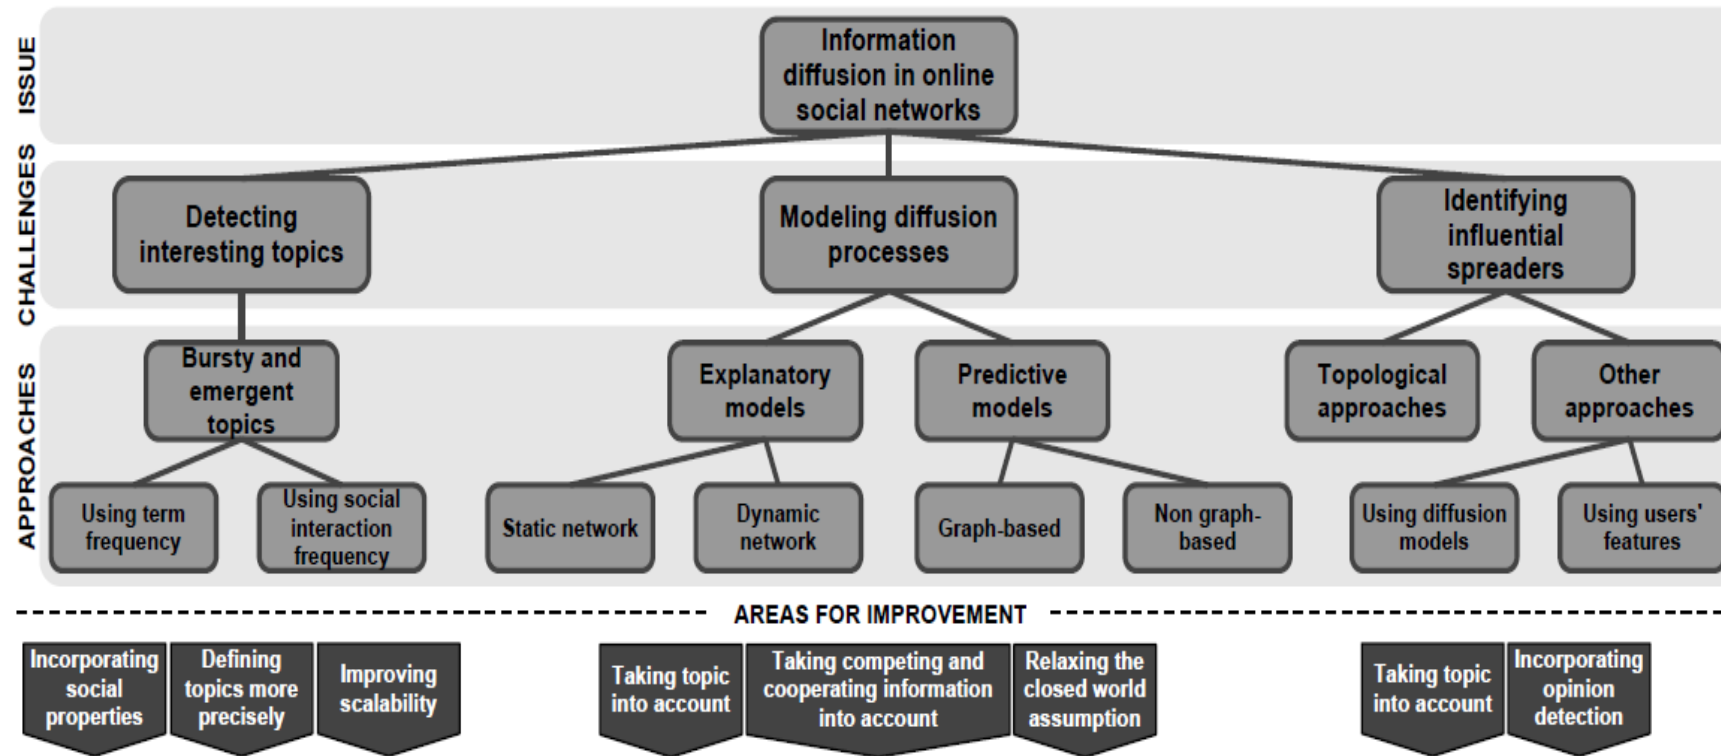 ISSUE
Information
diffusion in online
social networks
CHALLENGES
Detecting
interesting topics
Modeling diffusion
processes
Identifying
influential
spreaders
APPROACHES
Bursty and
emergent
topics
Explanatory
models
Predictive
models
Topological
approaches
Other
approaches
Using term
frequency
Using social
interaction
frequency
Static network
Dynamic
network
Graph-based
Non graph-
based
Using diffusion
models
Using users'
features
AREAS FOR IMPROVEMENT
Incorporating
social
properties
Defining
topics more
precisely
Improving
scalability
Taking topic
into account
Taking competing and
cooperating information
into account
Relaxing the
closed world
assumption
Taking topic
into account
Incorporating
opinion
detection